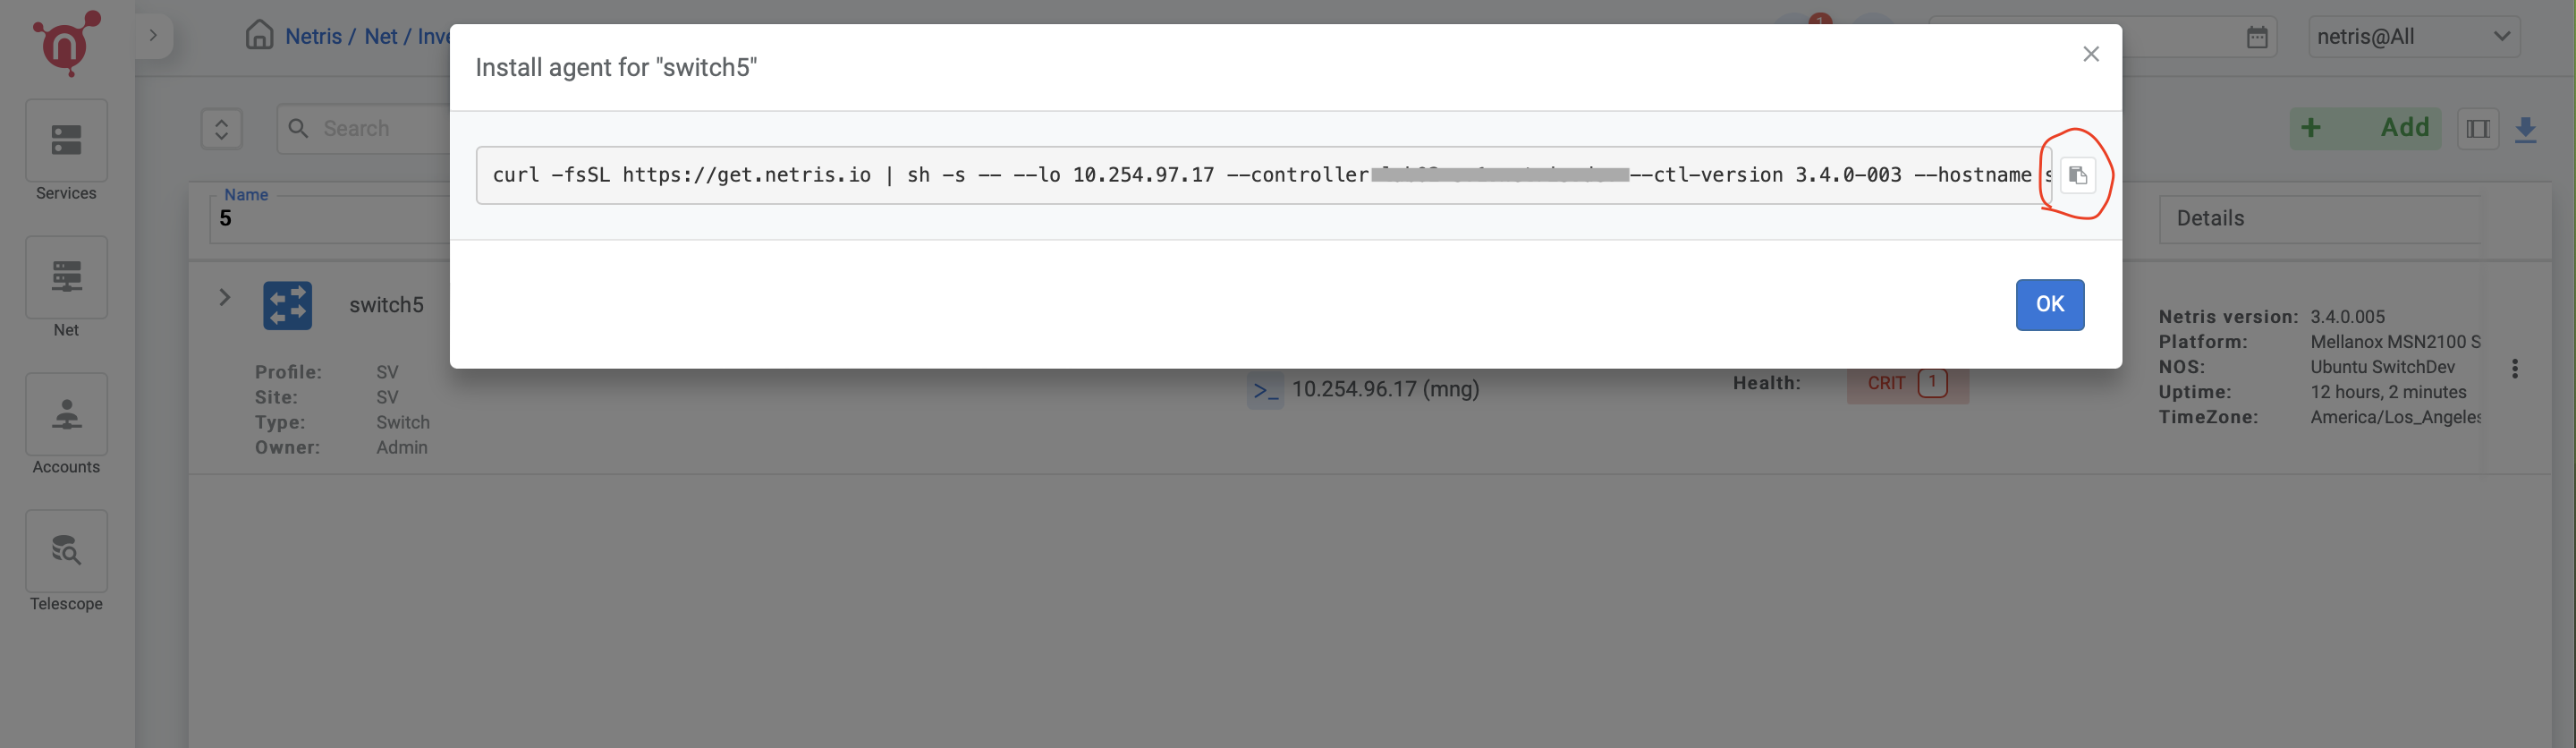 Netris / Net / Inve
netris@All
Install agent for "switch5"
Search
Add
curl -fsSL https://get.netris.io | sh -s -- --lo 10.254.97.17 --controller --ctl-version 3.4.0-003 --hostname s
Services
Name
5
Details
OK
switch5
Net
Profile: SV
Site: SV
Type: Switch
Owner: Admin
>_ 10.254.96.17 (mng)
Health: CRIT 1
Netris version: 3.4.0.005
Platform: Mellanox MSN2100 S
NOS: Ubuntu SwitchDev
Uptime: 12 hours, 2 minutes
TimeZone: America/Los_Angeles
Accounts
Telescope